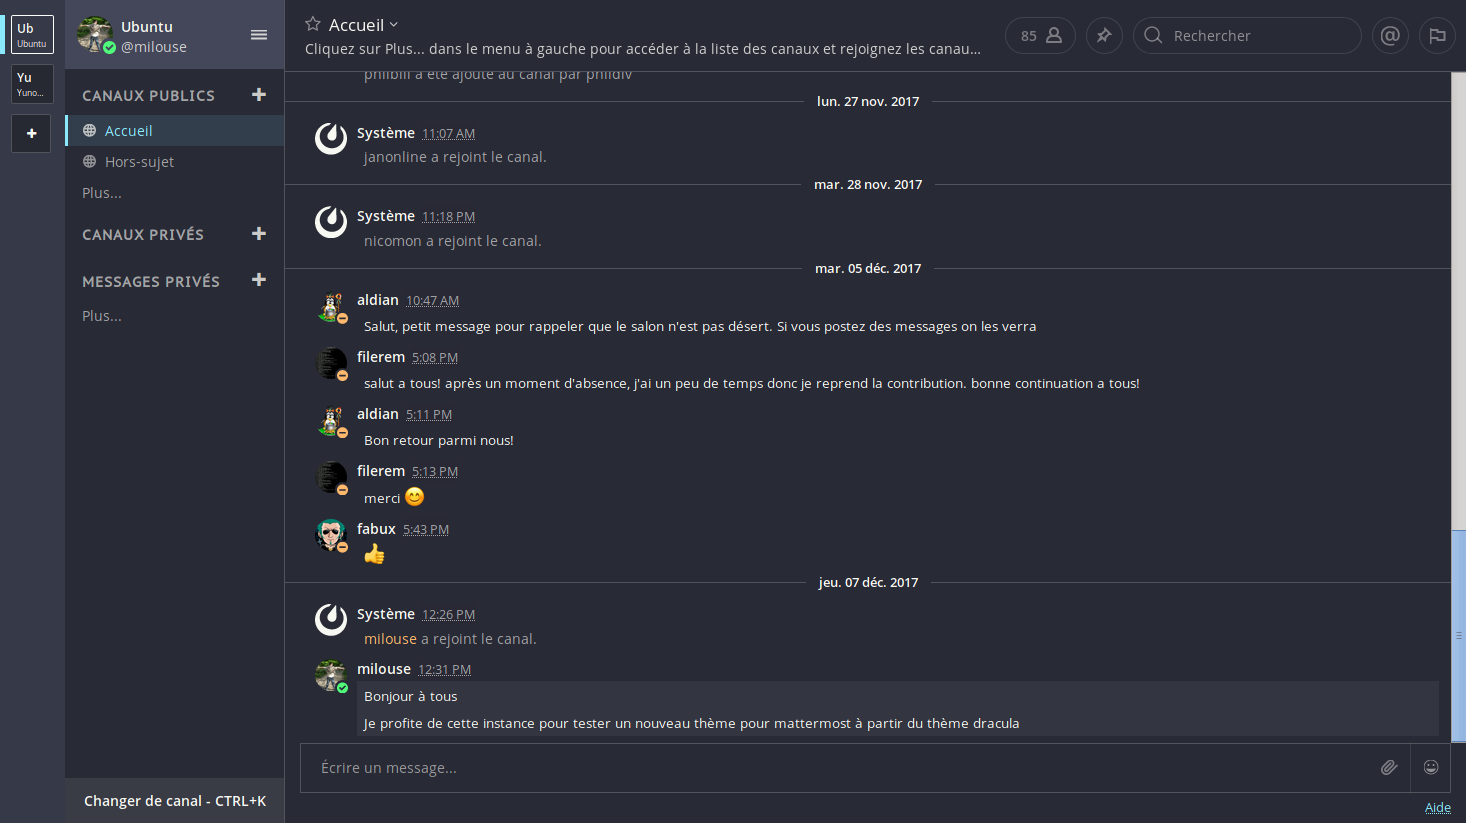 Ub
Ubuntu
Yu
Yuno...
+
Ubuntu
@milouse
CANAUX PUBLICS +
Accueil
Hors-sujet
Plus...
CANAUX PRIVÉS +
MESSAGES PRIVÉS +
Plus...
Changer de canal - CTRL+K
Accueil
Cliquez sur Plus... dans le menu à gauche pour accéder à la liste des canaux et rejoignez les canau...
85
Rechercher
@
a été ajouté au canal par
lun. 27 nov. 2017
Système 11:07 AM
janonline a rejoint le canal.
mar. 28 nov. 2017
Système 11:18 PM
nicomon a rejoint le canal.
mar. 05 déc. 2017
aldian 10:47 AM
Salut, petit message pour rappeler que le salon n'est pas désert. Si vous postez des messages on les verra
filerem 5:08 PM
salut a tous! après un moment d'absence, j'ai un peu de temps donc je reprend la contribution. bonne continuation a tous!
aldian 5:11 PM
Bon retour parmi nous!
filerem 5:13 PM
merci 😊
fabux 5:43 PM
👍
jeu. 07 déc. 2017
Système 12:26 PM
milouse a rejoint le canal.
milouse 12:31 PM
Bonjour à tous
Je profite de cette instance pour tester un nouveau thème pour mattermost à partir du thème dracula
Écrire un message...
Aide